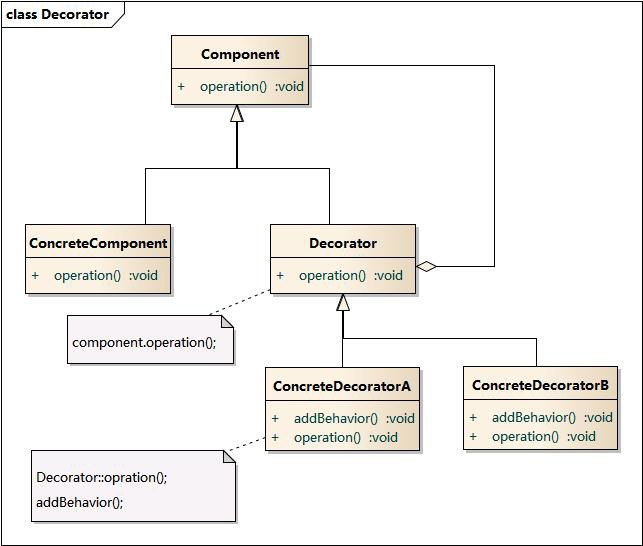 class Decorator
Component
+ operation() :void
ConcreteComponent
+ operation() :void
Decorator
+ operation() :void
component.operation();
ConcreteDecoratorA
+ addBehavior() :void
+ operation() :void
ConcreteDecoratorB
+ addBehavior() :void
+ operation() :void
Decorator::opration();
addBehavior();